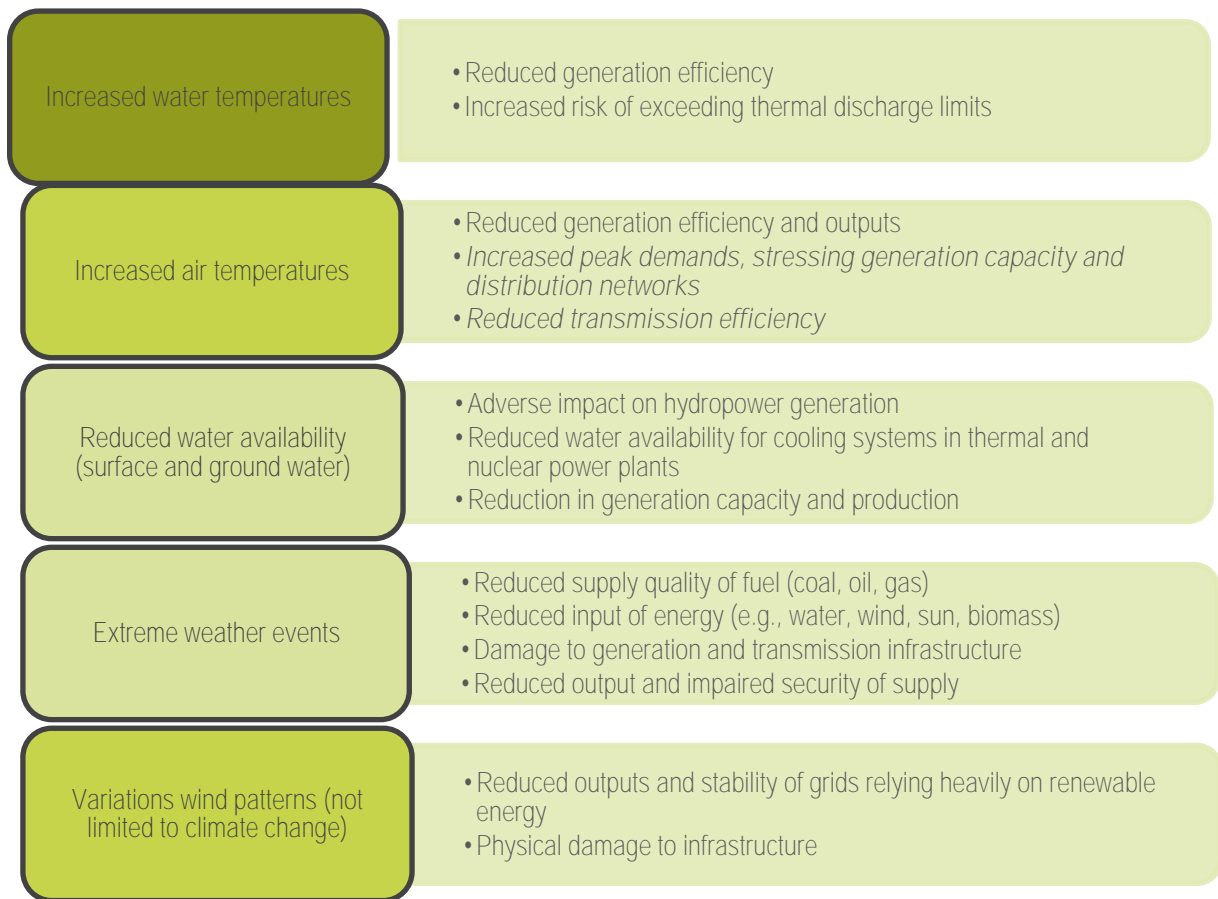 Increased water temperatures
• Reduced generation efficiency
• Increased risk of exceeding thermal discharge limits
Increased air temperatures
• Reduced generation efficiency and outputs
• Increased peak demands, stressing generation capacity and
distribution networks
• Reduced transmission efficiency
Reduced water availability
(surface and ground water)
• Adverse impact on hydropower generation
• Reduced water availability for cooling systems in thermal and
nuclear power plants
• Reduction in generation capacity and production
Extreme weather events
• Reduced supply quality of fuel (coal, oil, gas)
• Reduced input of energy (e.g., water, wind, sun, biomass)
• Damage to generation and transmission infrastructure
• Reduced output and impaired security of supply
Variations wind patterns (not
limited to climate change)
• Reduced outputs and stability of grids relying heavily on renewable
energy
• Physical damage to infrastructure